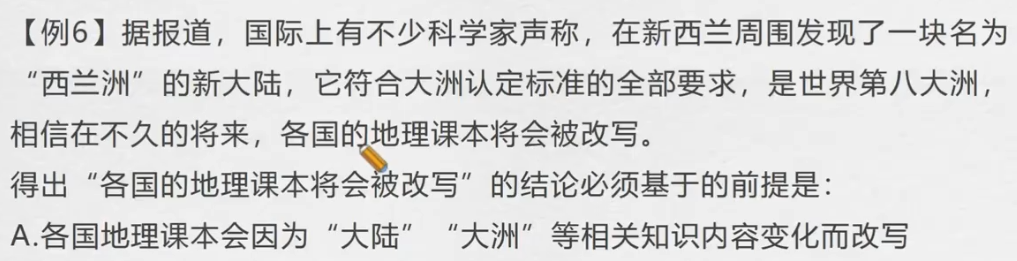 【例6】据报道，国际上有不少科学家声称，在新西兰周围发现了一块名为
“西兰洲”的新大陆，它符合大洲认定标准的全部要求，是世界第八大洲，
相信在不久的将来，各国的地理课本将会被改写。
得出“各国的地理课本将会被改写”的结论必须基于的前提是：
A.各国地理课本会因为“大陆”“大洲”等相关知识内容变化而改写